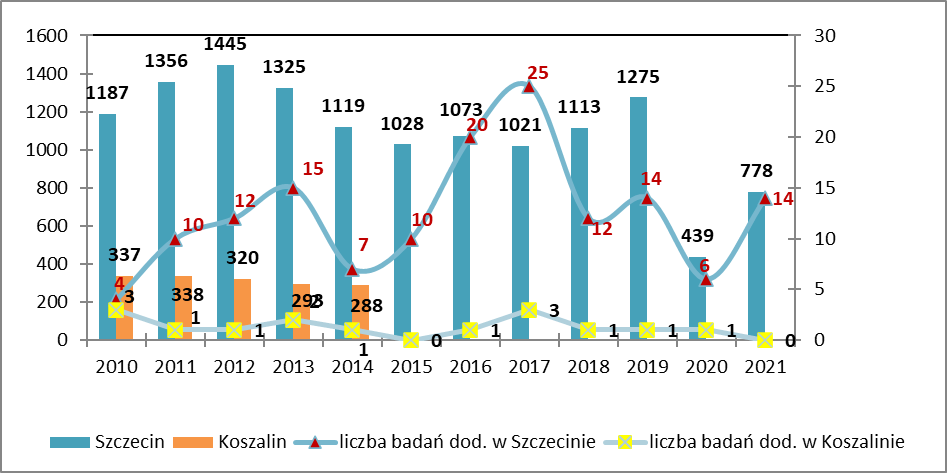 1600 30
1445
1400 1356 1325 1275 25
1187 25
1200 1119 1113
1028 1073 1021 20
1000 20
800 15 14 778 15
12 14
600 10 10 12
7 439 10
400 337 320 6
4 338 293 288 5
200 3 2
1 1 1 0 1 3 1 1 1 0
0 0
2010 2011 2012 2013 2014 2015 2016 2017 2018 2019 2020 2021
Szczecin Koszalin liczba badań dod. w Szczecinie liczba badań dod. w Koszalinie